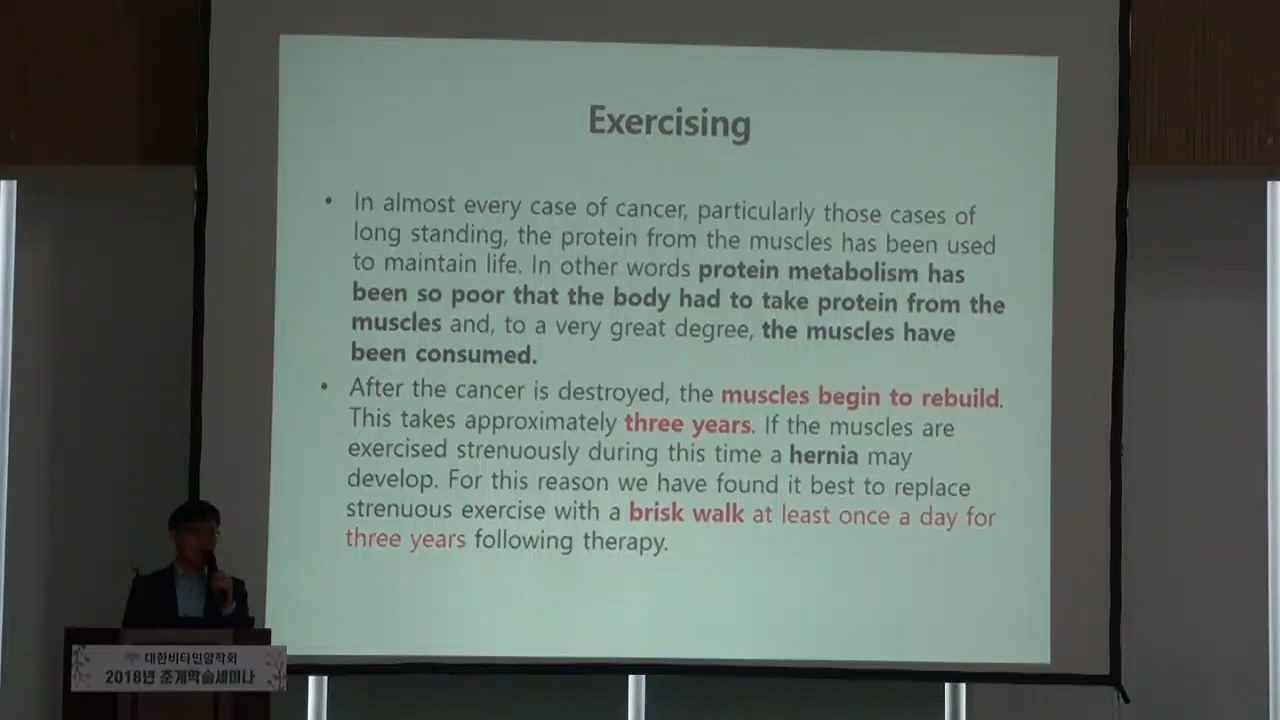 Exercising
• In almost every case of cancer, particularly those cases of
long standing, the protein from the muscles has been used
to maintain life. In other words protein metabolism has
been so poor that the body had to take protein from the
muscles and, to a very great degree, the muscles have
been consumed.
• After the cancer is destroyed, the muscles begin to rebuild.
This takes approximately three years. If the muscles are
exercised strenuously during this time a hernia may
develop. For this reason we have found it best to replace
strenuous exercise with a brisk walk at least once a day for
three years following therapy.
대한비타민암학회
2018년 춘계학술세미나